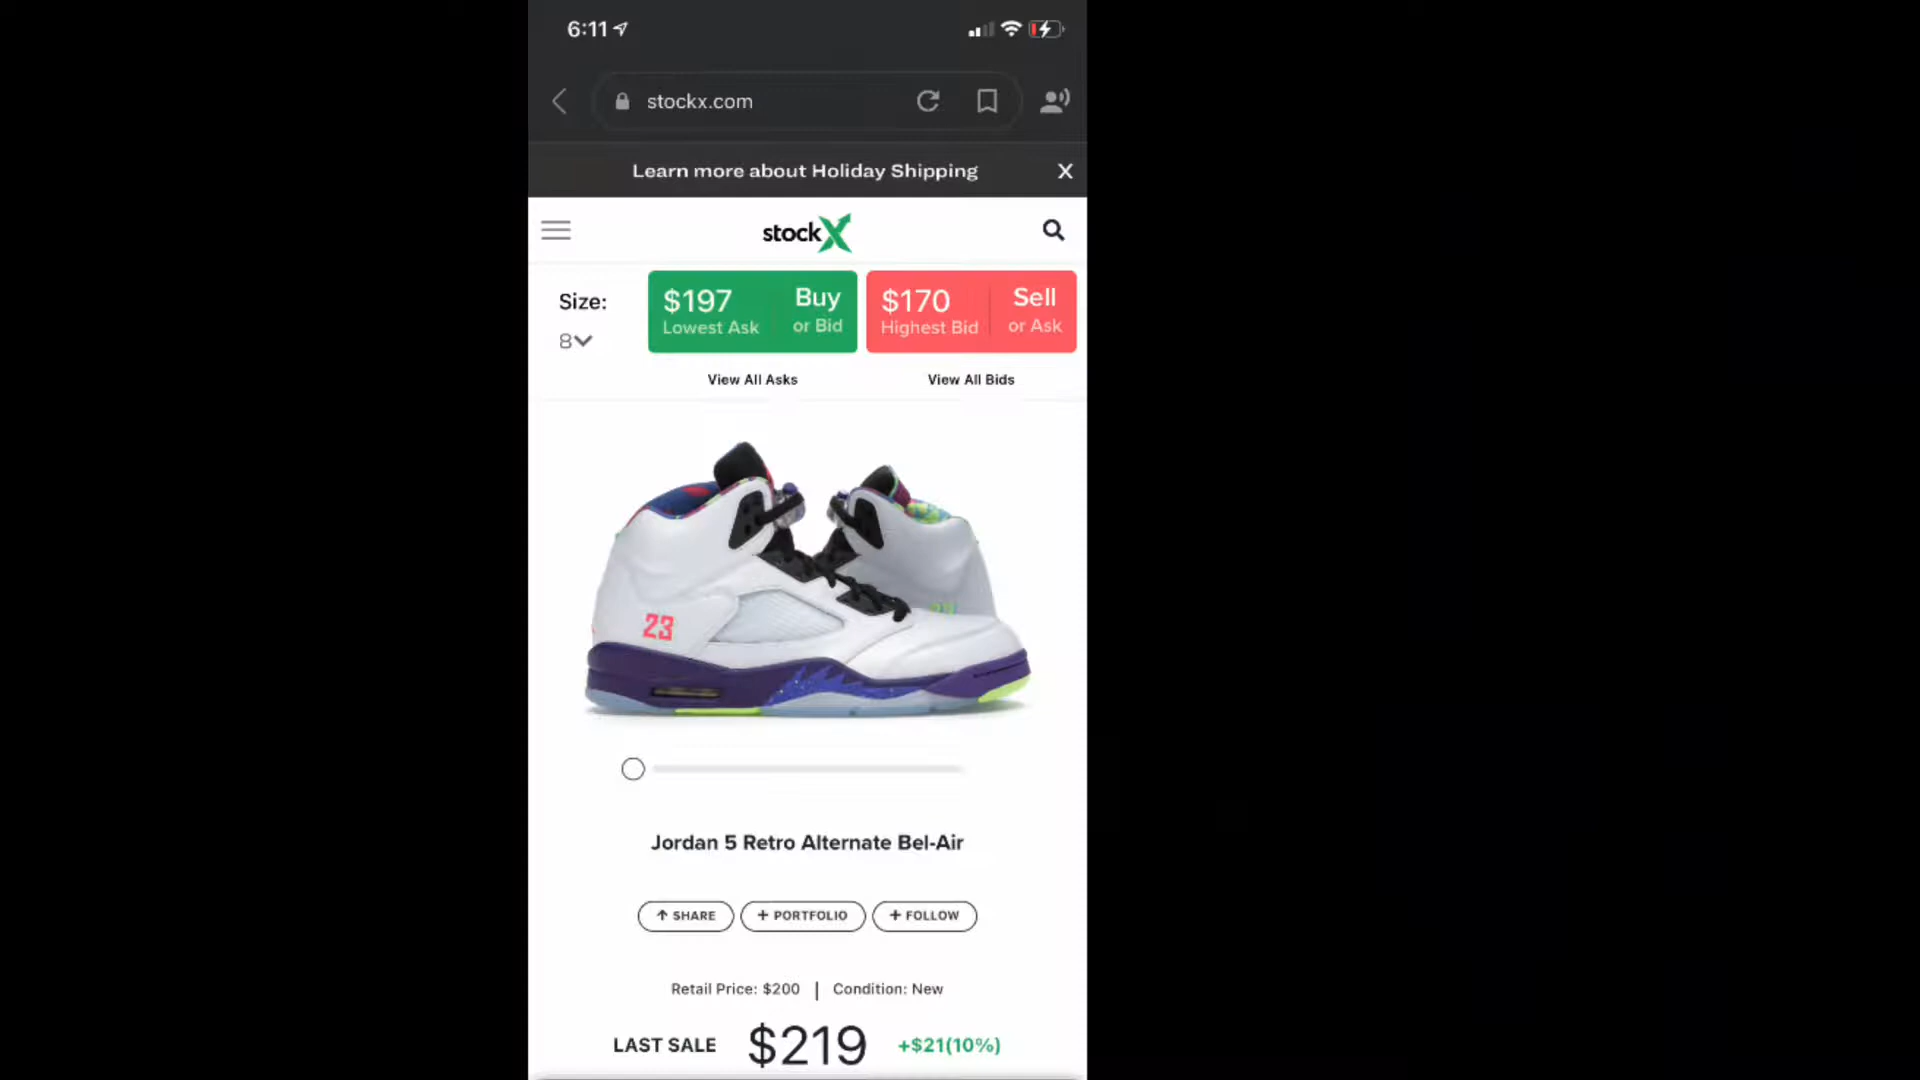 6:11
stockx.com
Learn more about Holiday Shipping X
stockX
Size:
8
$197 Buy
Lowest Ask or Bid
$170 Sell
Highest Bid or Ask
View All Asks
View All Bids
23
23
Jordan 5 Retro Alternate Bel-Air
SHARE
+ PORTFOLIO
+ FOLLOW
Retail Price: $200 | Condition: New
LAST SALE $219 +$21(10%)